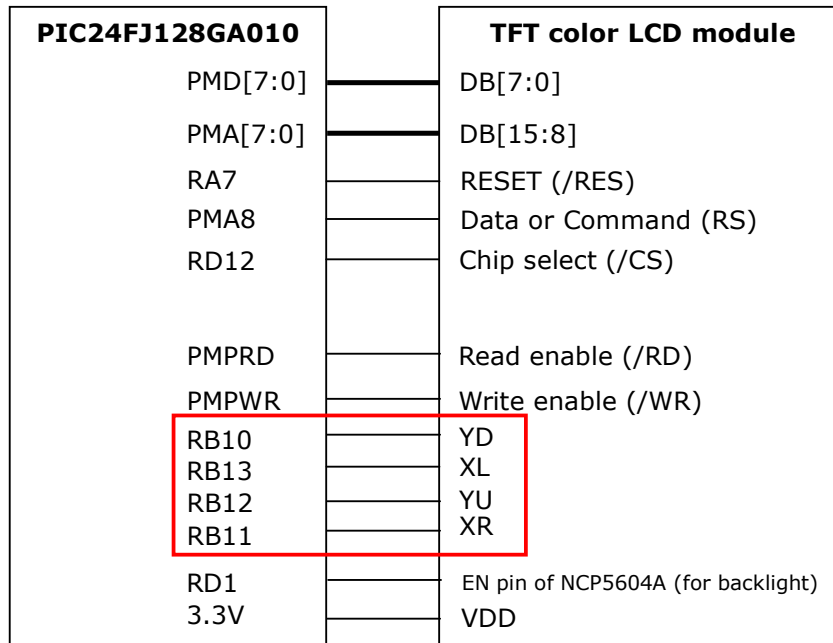 PIC24FJ128GA010 TFT color LCD module
PMD[7:0] DB[7:0]
PMA[7:0] DB[15:8]
RA7 RESET (/RES)
PMA8 Data or Command (RS)
RD12 Chip select (/CS)
PMPRD Read enable (/RD)
PMPWR Write enable (/WR)
RB10 YD
RB13 XL
RB12 YU
RB11 XR
RD1 EN pin of NCP5604A (for backlight)
3.3V VDD